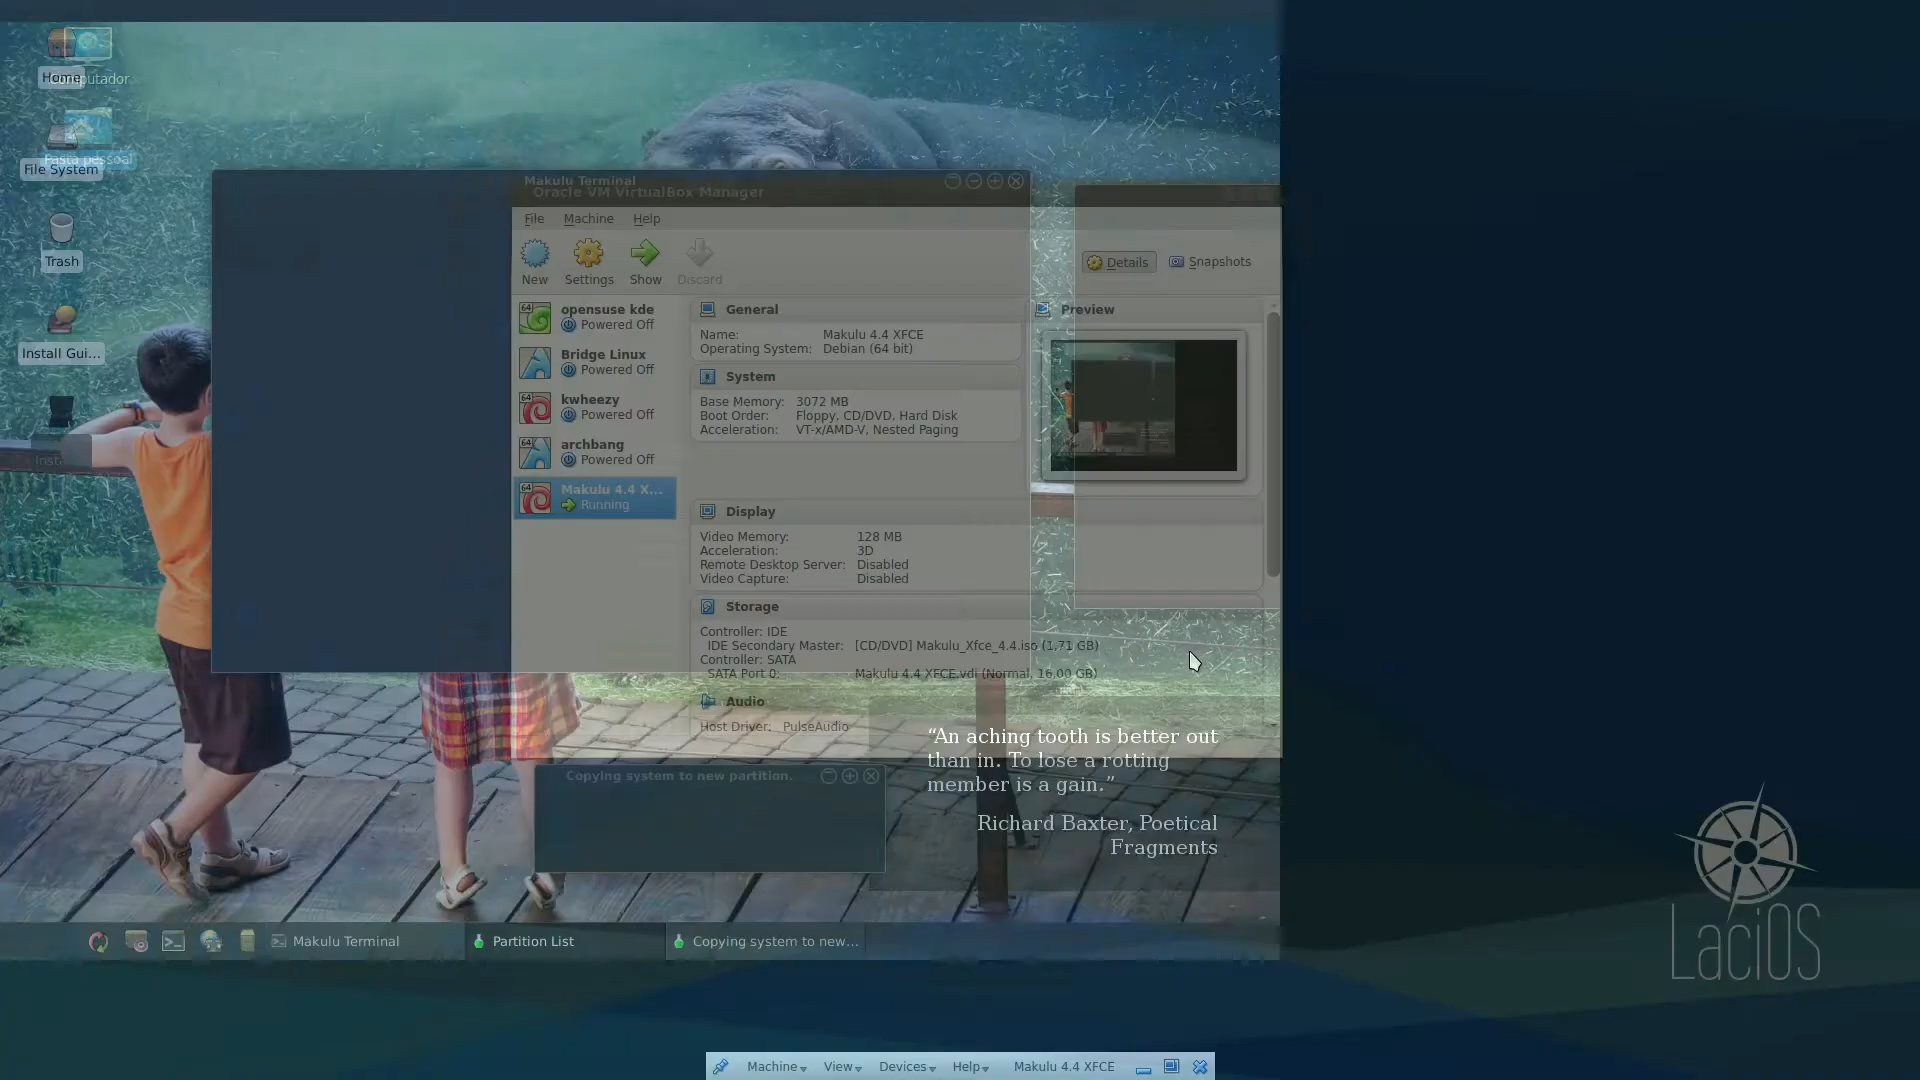 Home
Computador
Pasta pessoal
File System
Trash
Install Gui...
Makulu Terminal
Oracle VM VirtualBox Manager
File Machine Help
New Settings Show Discard
Details Snapshots
opensuse kde
Powered Off
Bridge Linux
Powered Off
kwheezy
Powered Off
archbang
Powered Off
Makulu 4.4 X...
Running
General
Name: Makulu 4.4 XFCE
Operating System: Debian (64 bit)
System
Base Memory: 3072 MB
Boot Order: Floppy, CD/DVD, Hard Disk
Acceleration: VT-x/AMD-V, Nested Paging
Preview
Display
Video Memory: 128 MB
Acceleration: 3D
Remote Desktop Server: Disabled
Video Capture: Disabled
Storage
Controller: IDE
IDE Secondary Master: [CD/DVD] Makulu_Xfce_4.4.iso (1.71 GB)
Controller: SATA
SATA Port 0: Makulu 4.4 XFCE.vdi (Normal, 16.00 GB)
Audio
Host Driver: PulseAudio
Copying system to new partition.
“An aching tooth is better out
than in. To lose a rotting
member is a gain.”
Richard Baxter, Poetical
Fragments
LaciOS
Makulu Terminal Partition List Copying system to new...
Machine View Devices Help Makulu 4.4 XFCE